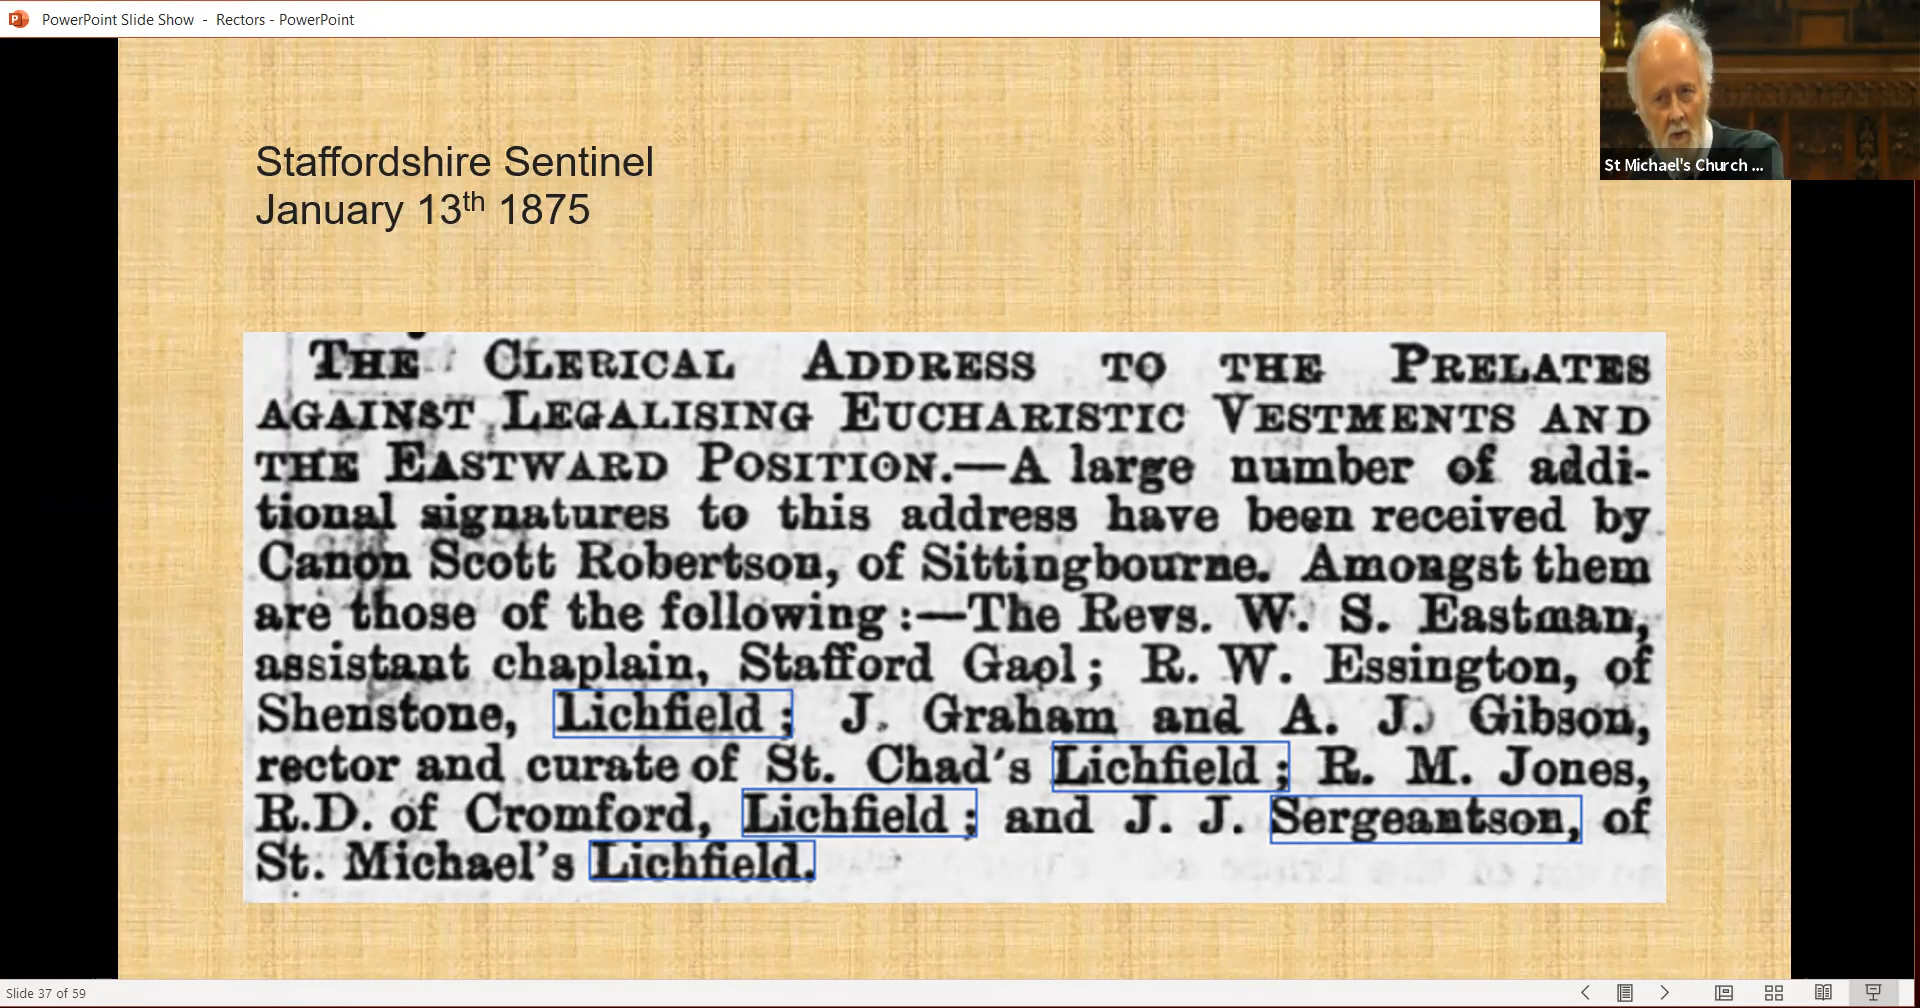 PowerPoint Slide Show - Rectors - PowerPoint
St Michael's Church ...
Staffordshire Sentinel
January 13th 1875
THE CLERICAL ADDRESS TO THE PRELATES
AGAINST LEGALISING EUCHARISTIC VESTMENTS AND
THE EASTWARD POSITION.—A large number of addi-
tional signatures to this address have been received by
Canon Scott Robertson, of Sittingbourne. Amongst them
are those of the following :—The Revs. W. S. Eastman,
assistant chaplain, Stafford Gaol; R. W. Essington, of
Shenstone, Lichfield ; J. Graham and A. J. Gibson,
rector and curate of St. Chad's Lichfield ; R. M. Jones,
R.D. of Cromford, Lichfield ; and J. J. Sergeantson, of
St. Michael's Lichfield.
Slide 37 of 59